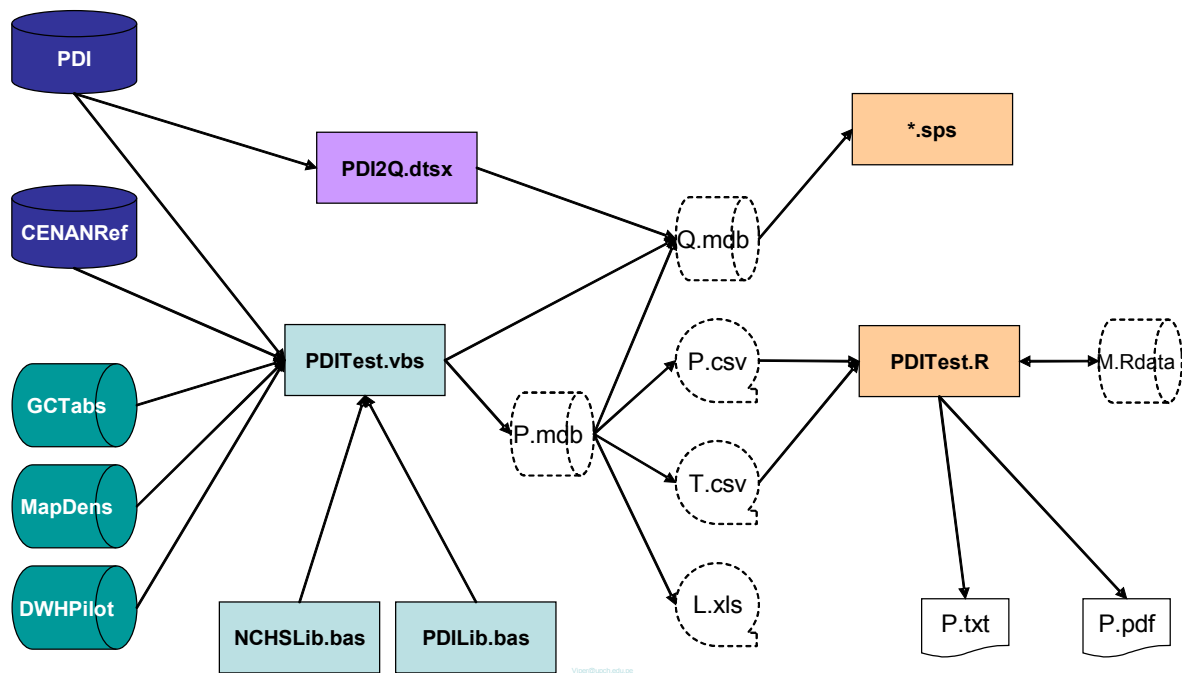 PDI
*.sps
PDI2Q.dtsx
CENANRef
Q.mdb
PDITest.vbs
P.csv
PDITest.R
M.Rdata
GCTabs
P.mdb
MapDens
T.csv
DWHPilot
NCHSLib.bas
PDILib.bas
L.xls
P.txt
P.pdf